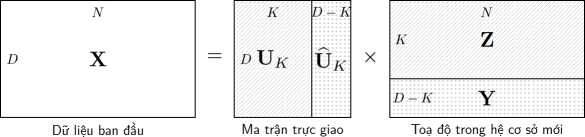 N
D X
=
K D − K
D U_K Û_K
×
N
K Z
D − K Y
Dữ liệu ban đầu
Ma trận trực giao
Toạ độ trong hệ cơ sở mới